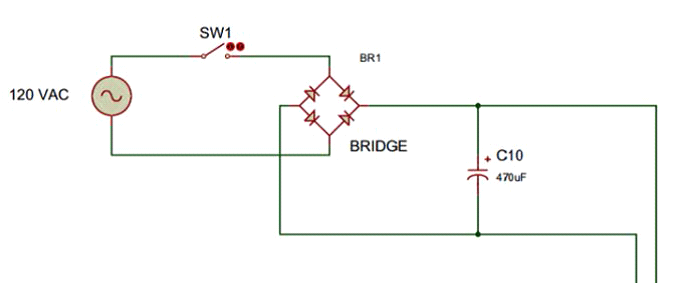 SW1
BR1
120 VAC
BRIDGE
+ C10
470uF